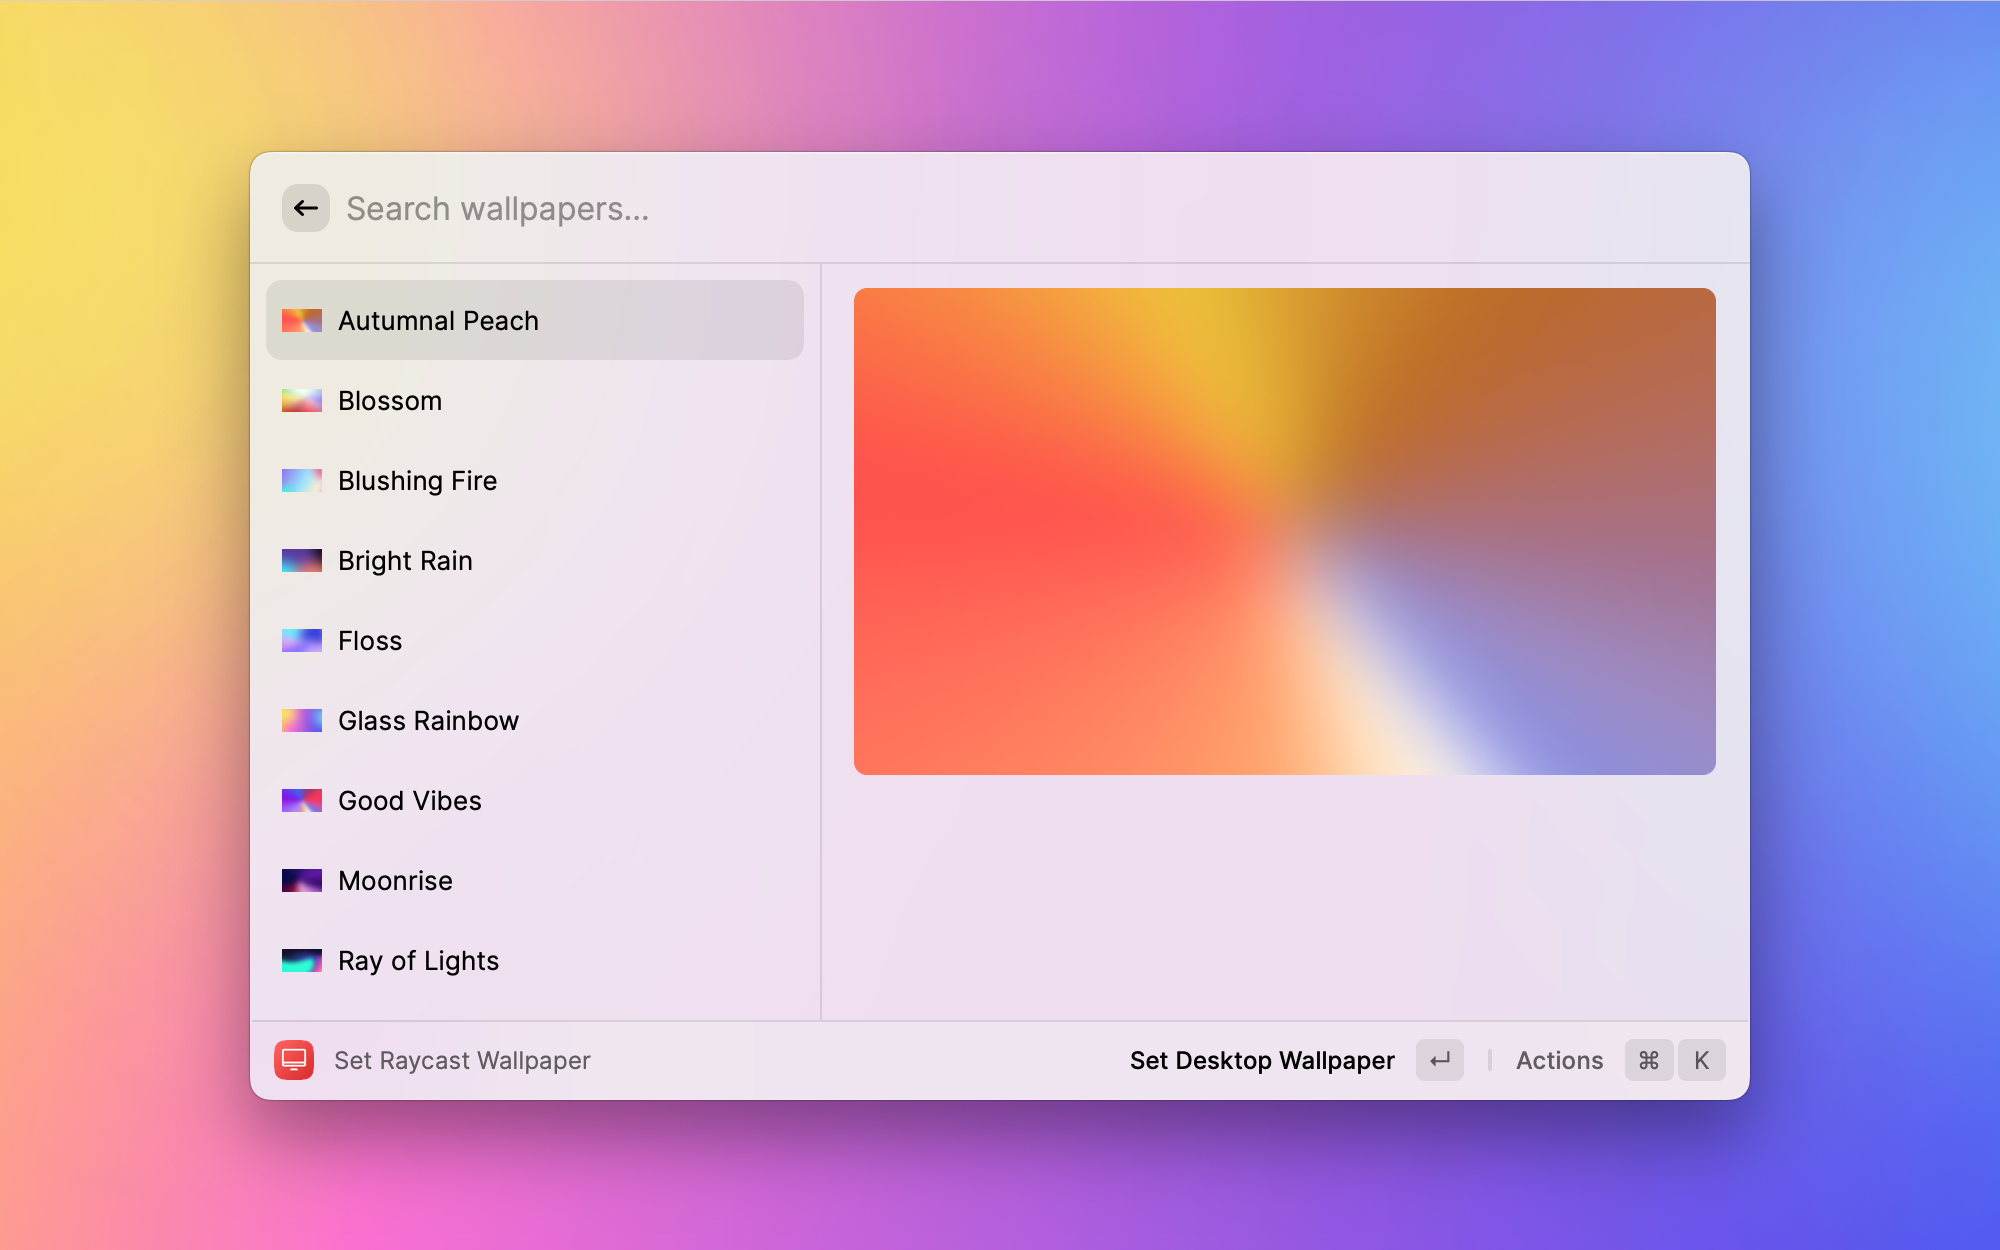 Search wallpapers...
Autumnal Peach
Blossom
Blushing Fire
Bright Rain
Floss
Glass Rainbow
Good Vibes
Moonrise
Ray of Lights
Set Raycast Wallpaper
Set Desktop Wallpaper ↵ | Actions ⌘ K